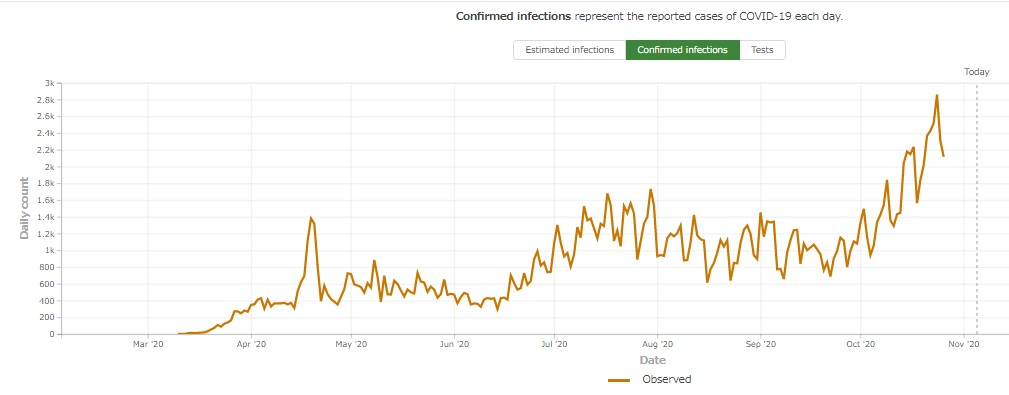 Confirmed infections represent the reported cases of COVID-19 each day.
Estimated infections Confirmed infections Tests
Today
3k
2.8k
2.6k
2.4k
2.2k
2k
1.8k
1.6k
1.4k
1.2k
1k
800
600
400
200
0
Daily count
Mar '20 Apr '20 May '20 Jun '20 Jul '20 Aug '20 Sep '20 Oct '20 Nov '20
Date
Observed